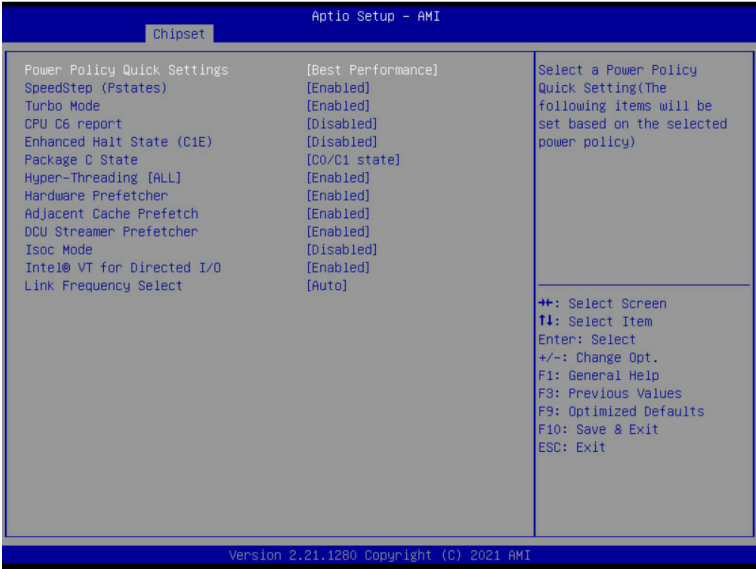 Aptio Setup – AMI
Chipset
Power Policy Quick Settings [Best Performance]
SpeedStep (Pstates) [Enabled]
Turbo Mode [Enabled]
CPU C6 report [Disabled]
Enhanced Halt State (C1E) [Disabled]
Package C State [C0/C1 state]
Hyper-Threading [ALL] [Enabled]
Hardware Prefetcher [Enabled]
Adjacent Cache Prefetch [Enabled]
DCU Streamer Prefetcher [Enabled]
Isoc Mode [Disabled]
Intel® VT for Directed I/O [Enabled]
Link Frequency Select [Auto]
Select a Power Policy
Quick Setting(The
following items will be
set based on the selected
power policy)
→←: Select Screen
↑↓: Select Item
Enter: Select
+/-: Change Opt.
F1: General Help
F3: Previous Values
F9: Optimized Defaults
F10: Save & Exit
ESC: Exit
Version 2.21.1280 Copyright (C) 2021 AMI